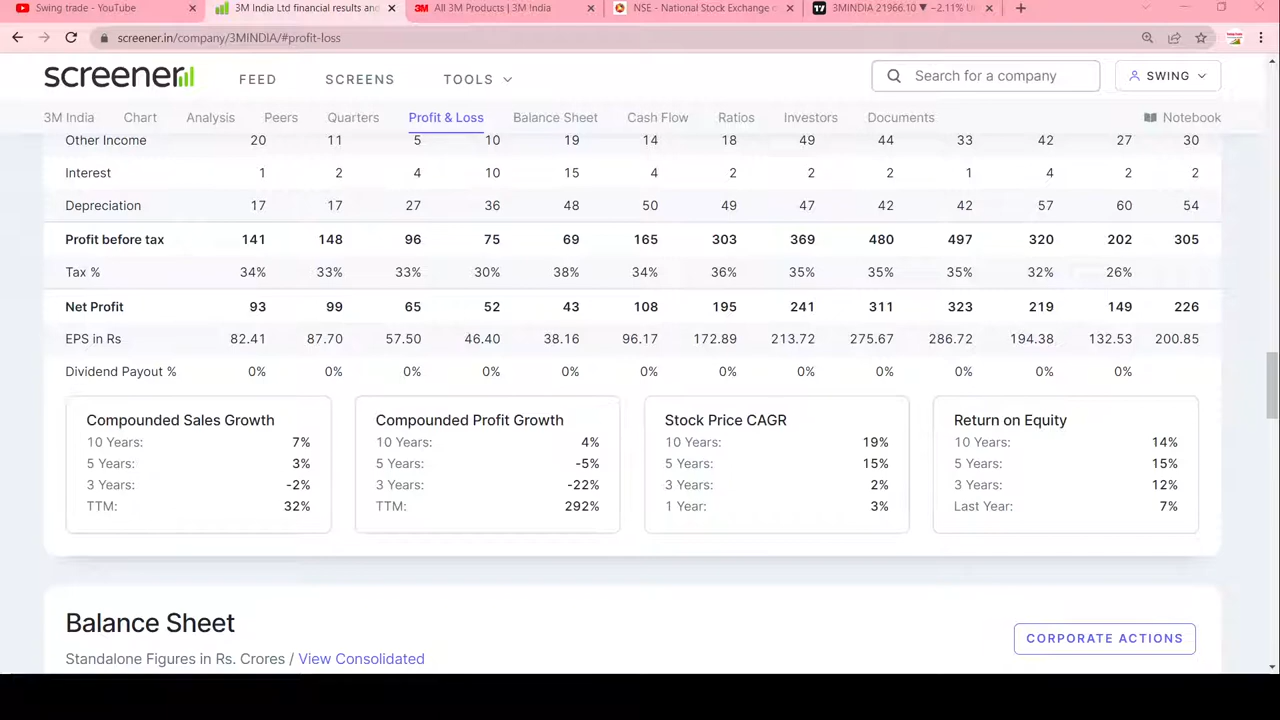 Swing trade - YouTube × 3M India Ltd financial results and × 3M All 3M Products | 3M India × NSE - National Stock Exchange o × 3MINDIA 21966.10 ▼ −2.11% U × +
screener.in/company/3MINDIA/#profit-loss
screener FEED SCREENS TOOLS Search for a company SWING
3M India Chart Analysis Peers Quarters Profit & Loss Balance Sheet Cash Flow Ratios Investors Documents Notebook
Other Income 20 11 5 10 19 14 18 49 44 33 42 27 30
Interest 1 2 4 10 15 4 2 2 2 1 4 2 2
Depreciation 17 17 27 36 48 50 49 47 42 42 57 60 54
Profit before tax 141 148 96 75 69 165 303 369 480 497 320 202 305
Tax % 34% 33% 33% 30% 38% 34% 36% 35% 35% 35% 32% 26%
Net Profit 93 99 65 52 43 108 195 241 311 323 219 149 226
EPS in Rs 82.41 87.70 57.50 46.40 38.16 96.17 172.89 213.72 275.67 286.72 194.38 132.53 200.85
Dividend Payout % 0% 0% 0% 0% 0% 0% 0% 0% 0% 0% 0% 0%
Compounded Sales Growth
10 Years: 7%
5 Years: 3%
3 Years: -2%
TTM: 32%
Compounded Profit Growth
10 Years: 4%
5 Years: -5%
3 Years: -22%
TTM: 292%
Stock Price CAGR
10 Years: 19%
5 Years: 15%
3 Years: 2%
1 Year: 3%
Return on Equity
10 Years: 14%
5 Years: 15%
3 Years: 12%
Last Year: 7%
Balance Sheet
CORPORATE ACTIONS
Standalone Figures in Rs. Crores / View Consolidated